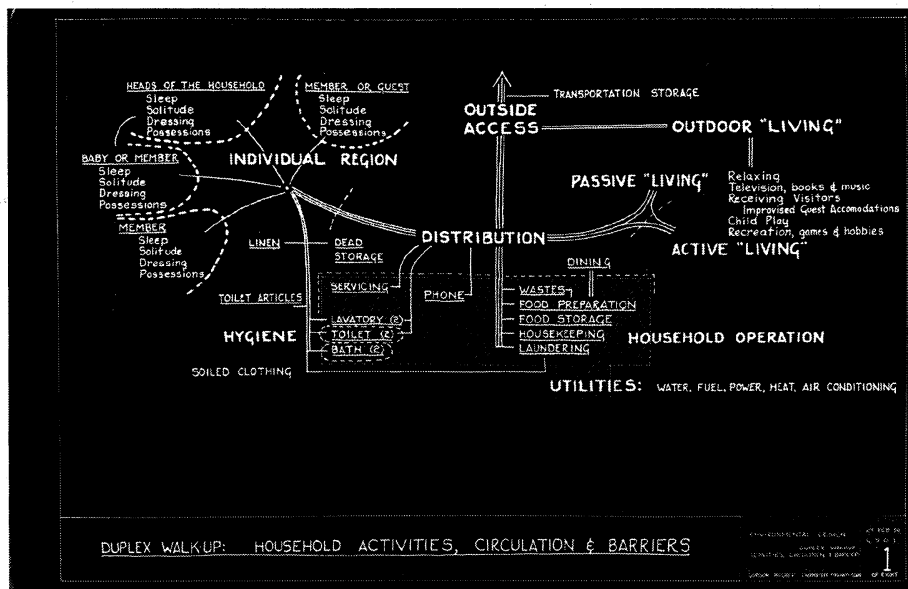 HEADS OF THE HOUSEHOLD
Sleep
Solitude
Dressing
Possessions
MEMBER OR GUEST
Sleep
Solitude
Dressing
Possessions
TRANSPORTATION STORAGE
OUTSIDE
ACCESS
OUTDOOR "LIVING"
BABY OR MEMBER
Sleep
Solitude
Dressing
Possessions
INDIVIDUAL REGION
PASSIVE "LIVING"
Relaxing
Television, books & music
Receiving Visitors
Improvised Guest Accomodations
Child Play
Recreation, games & hobbies
MEMBER
Sleep
Solitude
Dressing
Possessions
LINEN
DEAD
STORAGE
DISTRIBUTION
ACTIVE "LIVING"
DINING
SERVICING
PHONE
TOILET ARTICLES
WASTES
FOOD PREPARATION
FOOD STORAGE
HOUSEKEEPING
LAUNDERING
HOUSEHOLD OPERATION
HYGIENE
LAVATORY (2)
TOILET (2)
BATH (2)
SOILED CLOTHING
UTILITIES: WATER, FUEL, POWER, HEAT, AIR CONDITIONING
DUPLEX WALK-UP: HOUSEHOLD ACTIVITIES, CIRCULATION & BARRIERS
ENVIRONMENTAL DESIGN
DUPLEX WALKUP
1
OF EIGHT